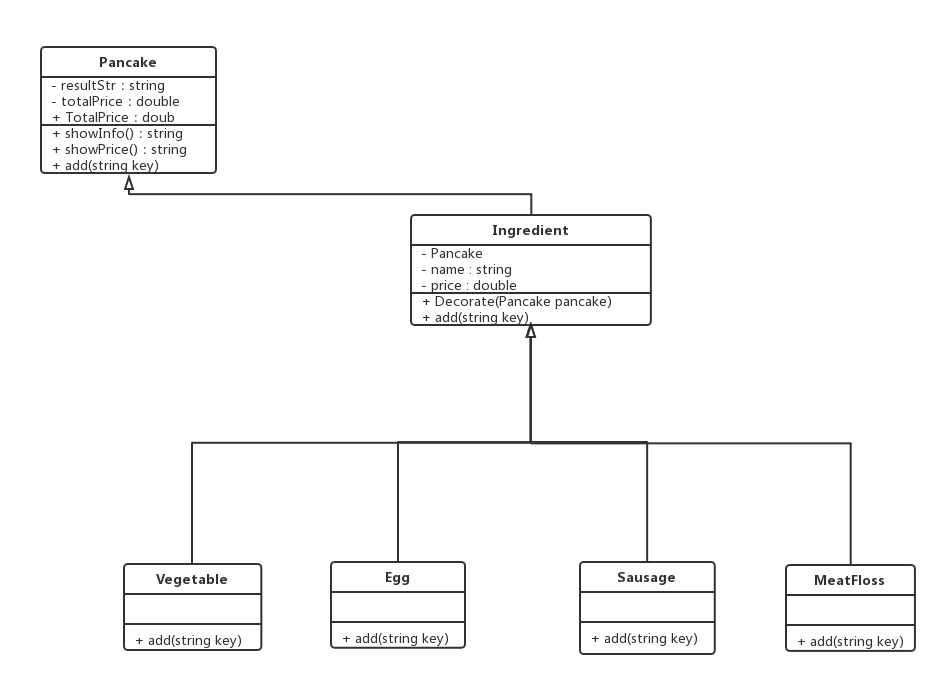 Pancake
- resultStr : string
- totalPrice : double
+ TotalPrice : doub
+ showInfo() : string
+ showPrice() : string
+ add(string key)
Ingredient
- Pancake
- name : string
- price : double
+ Decorate(Pancake pancake)
+ add(string key)
Vegetable
+ add(string key)
Egg
+ add(string key)
Sausage
+ add(string key)
MeatFloss
+ add(string key)